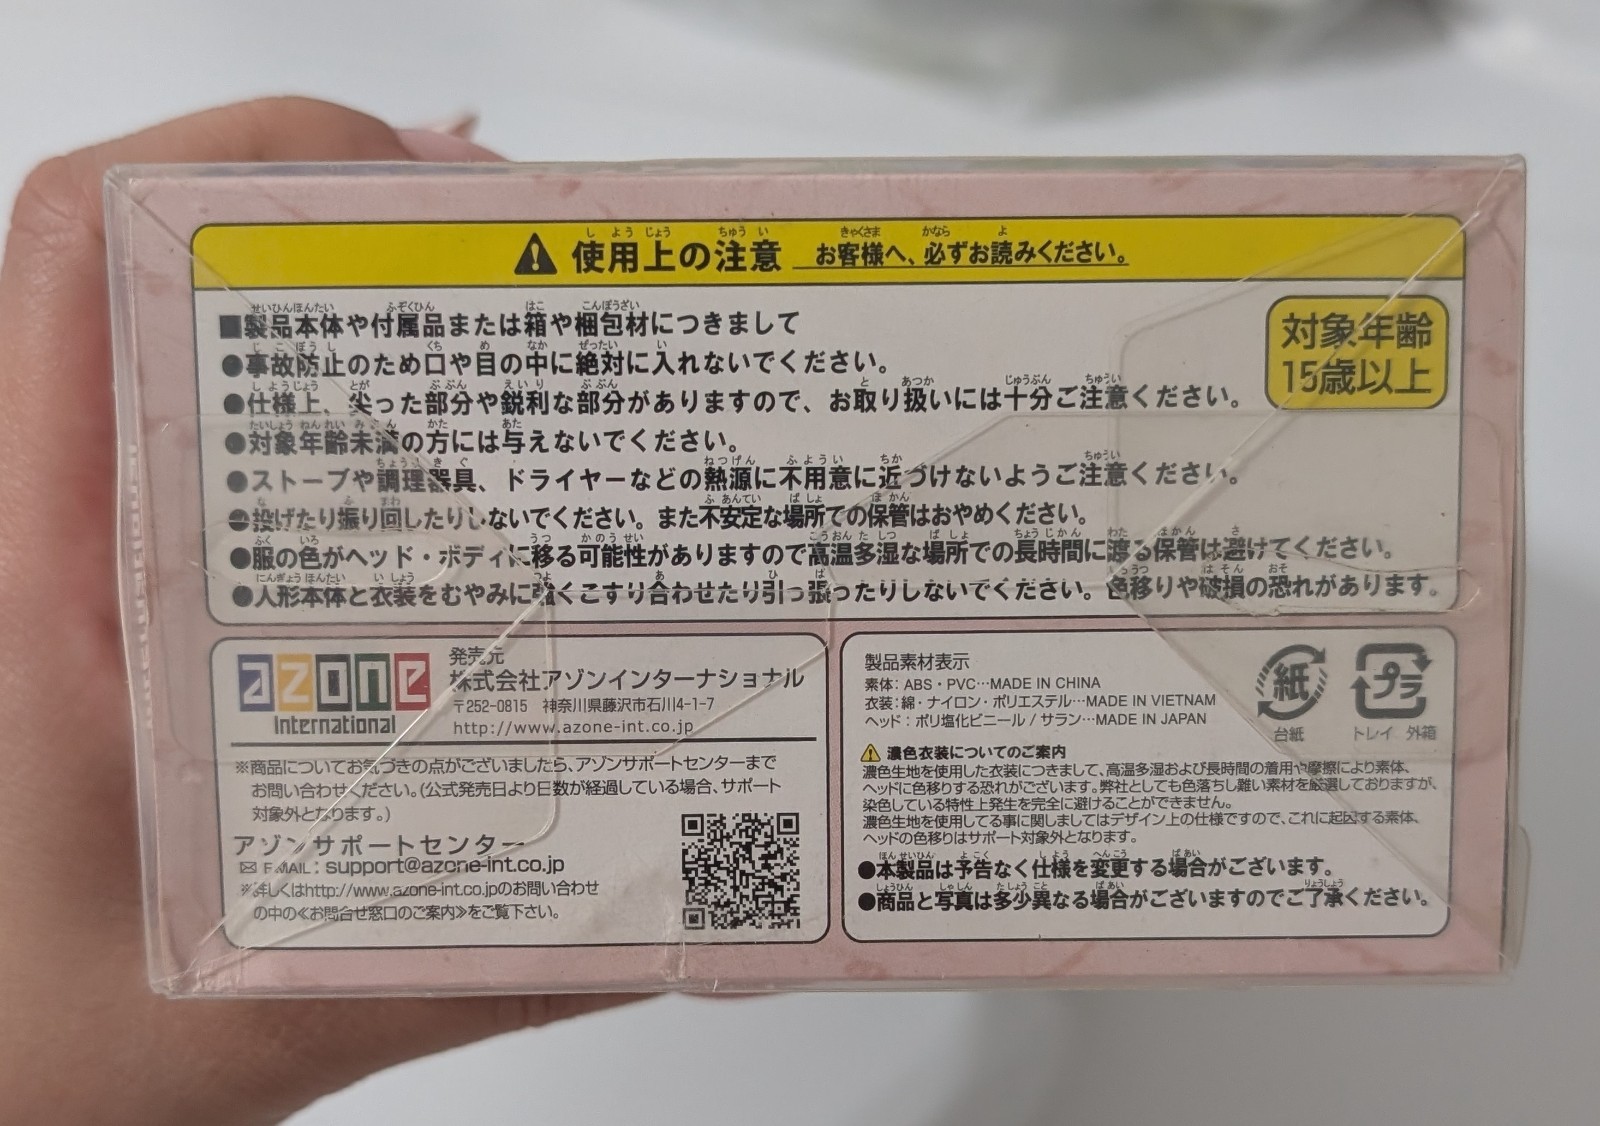 使用上の注意 お客様へ、必ずお読みください。
■製品本体や付属品または箱や梱包材につきまして
対象年齢
15歳以上
●事故防止のため口や目の中に絶対に入れないでください。
●仕様上、尖った部分や鋭利な部分がありますので、お取り扱いには十分ご注意ください。
●対象年齢未満の方には与えないでください。
●ストーブや調理器具、ドライヤーなどの熱源に不用意に近づけないようご注意ください。
●投げたり振り回したりしないでください。また不安定な場所での保管はおやめください。
●服の色がヘッド・ボディに移る可能性がありますので高温多湿な場所での長時間に渡る保管は避けてください。
●人形本体と衣装をむやみに強くこすり合わせたり引っ張ったりしないでください。色移りや破損の恐れがあります。
azone
International
発売元
株式会社アゾンインターナショナル
〒252-0815 神奈川県藤沢市石川4-1-7
http://www.azone-int.co.jp
※商品についてお気づきの点がございましたら、アゾンサポートセンターまで
お問い合わせください。(公式発売日より日数が経過している場合、サポート
対象外となります。)
アゾンサポートセンター
E-MAIL : support@azone-int.co.jp
※詳しくはhttp://www.azone-int.co.jpのお問い合わせ
の中の≪お問合せ窓口のご案内≫をご覧下さい。
製品素材表示
素体: ABS・PVC…MADE IN CHINA
衣装: 綿・ナイロン・ポリエステル…MADE IN VIETNAM
ヘッド: ポリ塩化ビニール / サラン…MADE IN JAPAN
紙
台紙
プラ
トレイ 外箱
濃色衣装についてのご案内
濃色生地を使用した衣装につきまして、高温多湿および長時間の着用や摩擦により素体、
ヘッドに色移りする恐れがございます。弊社としても色落ちし難い素材を厳選しておりますが、
染色している特性上発生を完全に避けることができません。
濃色生地を使用してる事に関しましてはデザイン上の仕様ですので、これに起因する素体、
ヘッドの色移りはサポート対象外となります。
●本製品は予告なく仕様を変更する場合がございます。
●商品と写真は多少異なる場合がございますのでご了承ください。